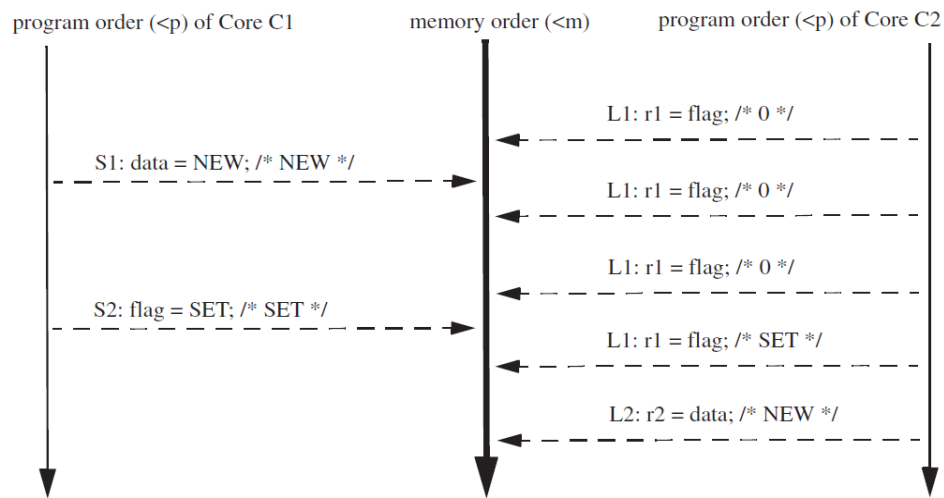 program order (<p) of Core C1
memory order (<m)
program order (<p) of Core C2
L1: r1 = flag; /* 0 */
S1: data = NEW; /* NEW */
L1: r1 = flag; /* 0 */
L1: r1 = flag; /* 0 */
S2: flag = SET; /* SET */
L1: r1 = flag; /* SET */
L2: r2 = data; /* NEW */